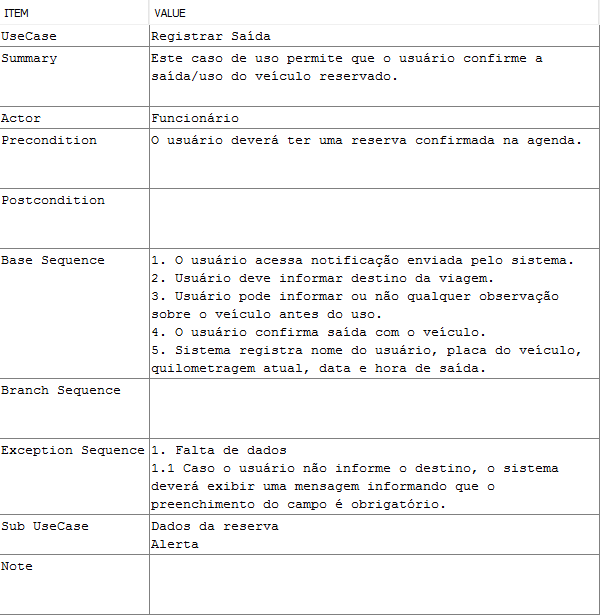 ITEM VALUE
UseCase Registrar Saída
Summary Este caso de uso permite que o usuário confirme a
saída/uso do veículo reservado.
Actor Funcionário
Precondition O usuário deverá ter uma reserva confirmada na agenda.
Postcondition
Base Sequence 1. O usuário acessa notificação enviada pelo sistema.
2. Usuário deve informar destino da viagem.
3. Usuário pode informar ou não qualquer observação
sobre o veículo antes do uso.
4. O usuário confirma saída com o veículo.
5. Sistema registra nome do usuário, placa do veículo,
quilometragem atual, data e hora de saída.
Branch Sequence
Exception Sequence 1. Falta de dados
1.1 Caso o usuário não informe o destino, o sistema
deverá exibir uma mensagem informando que o
preenchimento do campo é obrigatório.
Sub UseCase Dados da reserva
Alerta
Note